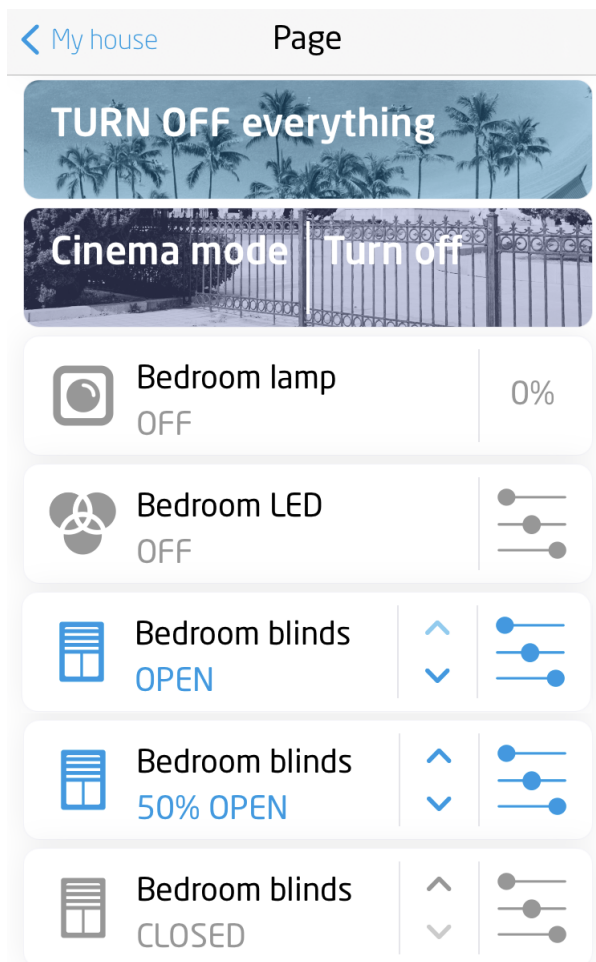 My house
Page
TURN OFF everything
Cinema mode | Turn off
Bedroom lamp
OFF
0%
Bedroom LED
OFF
Bedroom blinds
OPEN
Bedroom blinds
50% OPEN
Bedroom blinds
CLOSED